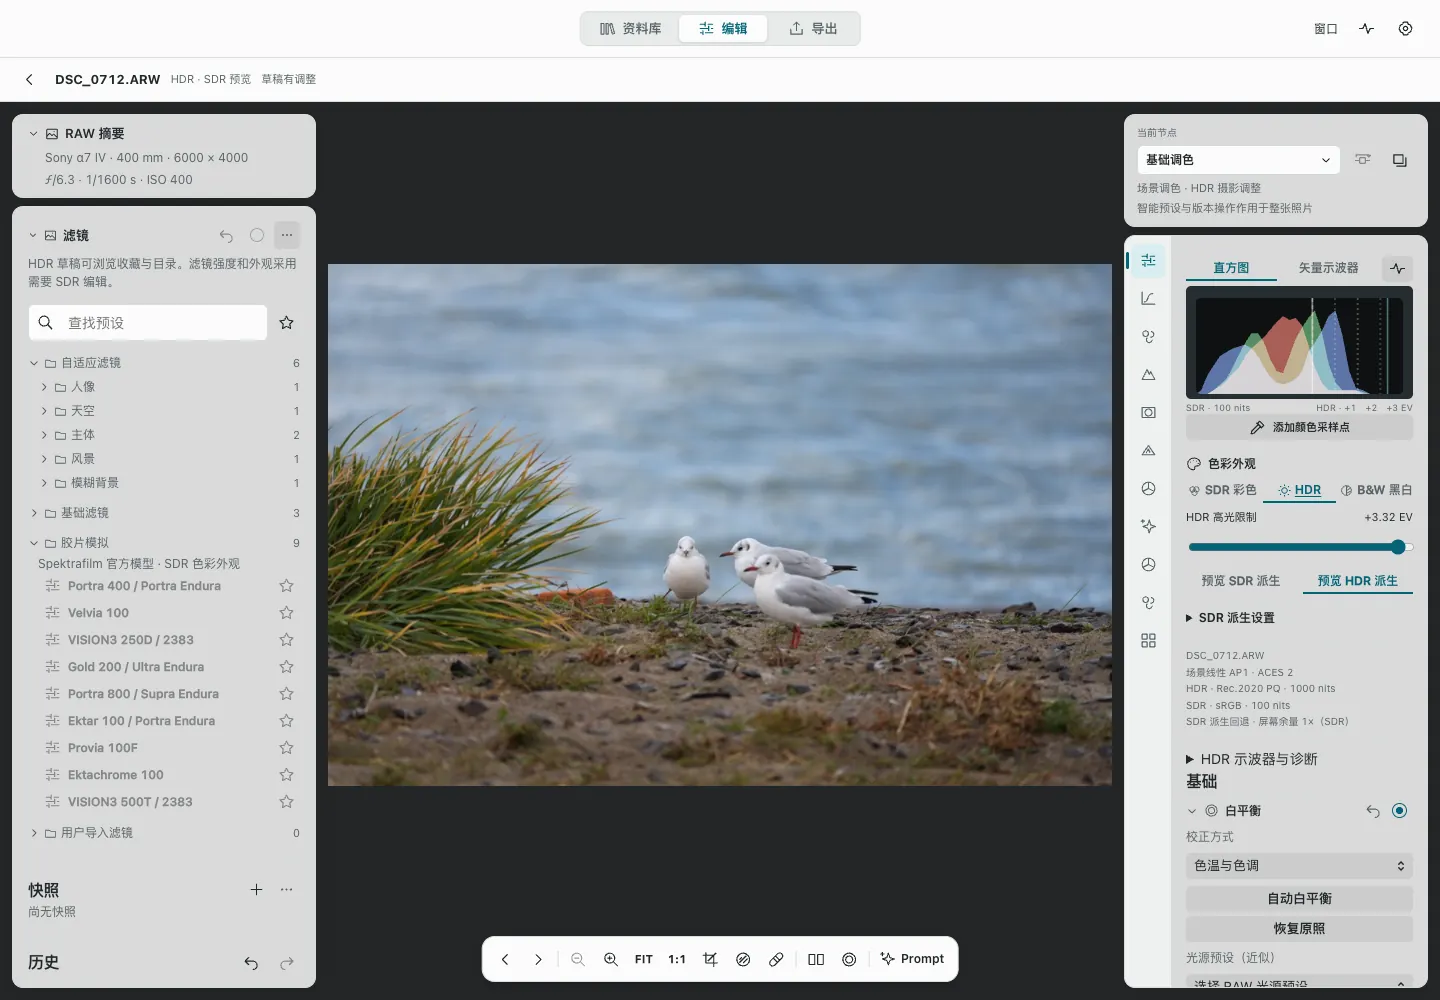 资料库
编辑
导出
窗口
DSC_0712.ARW HDR · SDR 预览 草稿有调整
RAW 摘要
Sony α7 IV · 400 mm · 6000 × 4000
ƒ/6.3 · 1/1600 s · ISO 400
滤镜
HDR 草稿可浏览收藏与目录。滤镜强度和外观采用
需要 SDR 编辑。
查找预设
自适应滤镜 6
人像 1
天空 1
主体 2
风景 1
模糊背景 1
基础滤镜 3
胶片模拟 9
Spektrafilm 官方模型 · SDR 色彩外观
Portra 400 / Portra Endura
Velvia 100
VISION3 250D / 2383
Gold 200 / Ultra Endura
Portra 800 / Supra Endura
Ektar 100 / Portra Endura
Provia 100F
Ektachrome 100
VISION3 500T / 2383
用户导入滤镜 0
快照
尚无快照
历史
FIT
1:1
Prompt
当前节点
基础调色
场景调色 · HDR 摄影调整
智能预设与版本操作作用于整张照片
直方图
矢量示波器
SDR · 100 nits HDR · +1 +2 +3 EV
添加颜色采样点
色彩外观
SDR 彩色
HDR
B&W 黑白
HDR 高光限制 +3.32 EV
预览 SDR 派生
预览 HDR 派生
SDR 派生设置
DSC_0712.ARW
场景线性 AP1 · ACES 2
HDR · Rec.2020 PQ · 1000 nits
SDR · sRGB · 100 nits
SDR 派生回退 · 屏幕余量 1×（SDR）
HDR 示波器与诊断
基础
白平衡
校正方式
色温与色调
自动白平衡
恢复原照
光源预设（近似）
选择 RAW 光源预设